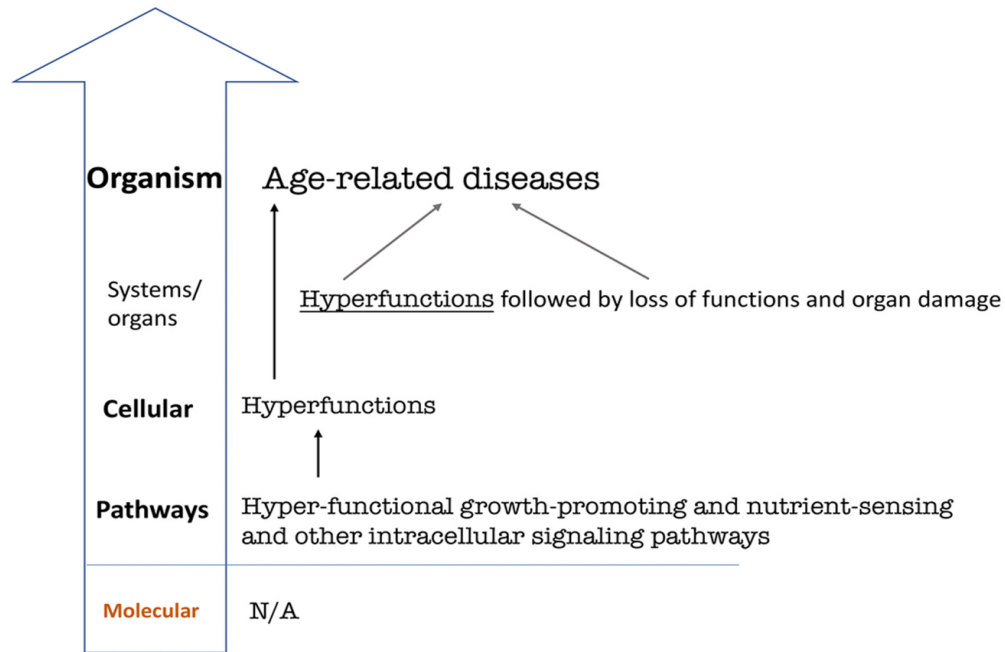 Organism
Age-related diseases
Systems/
organs
Hyperfunctions followed by loss of functions and organ damage
Cellular
Hyperfunctions
Pathways
Hyper-functional growth-promoting and nutrient-sensing
and other intracellular signaling pathways
Molecular
N/A